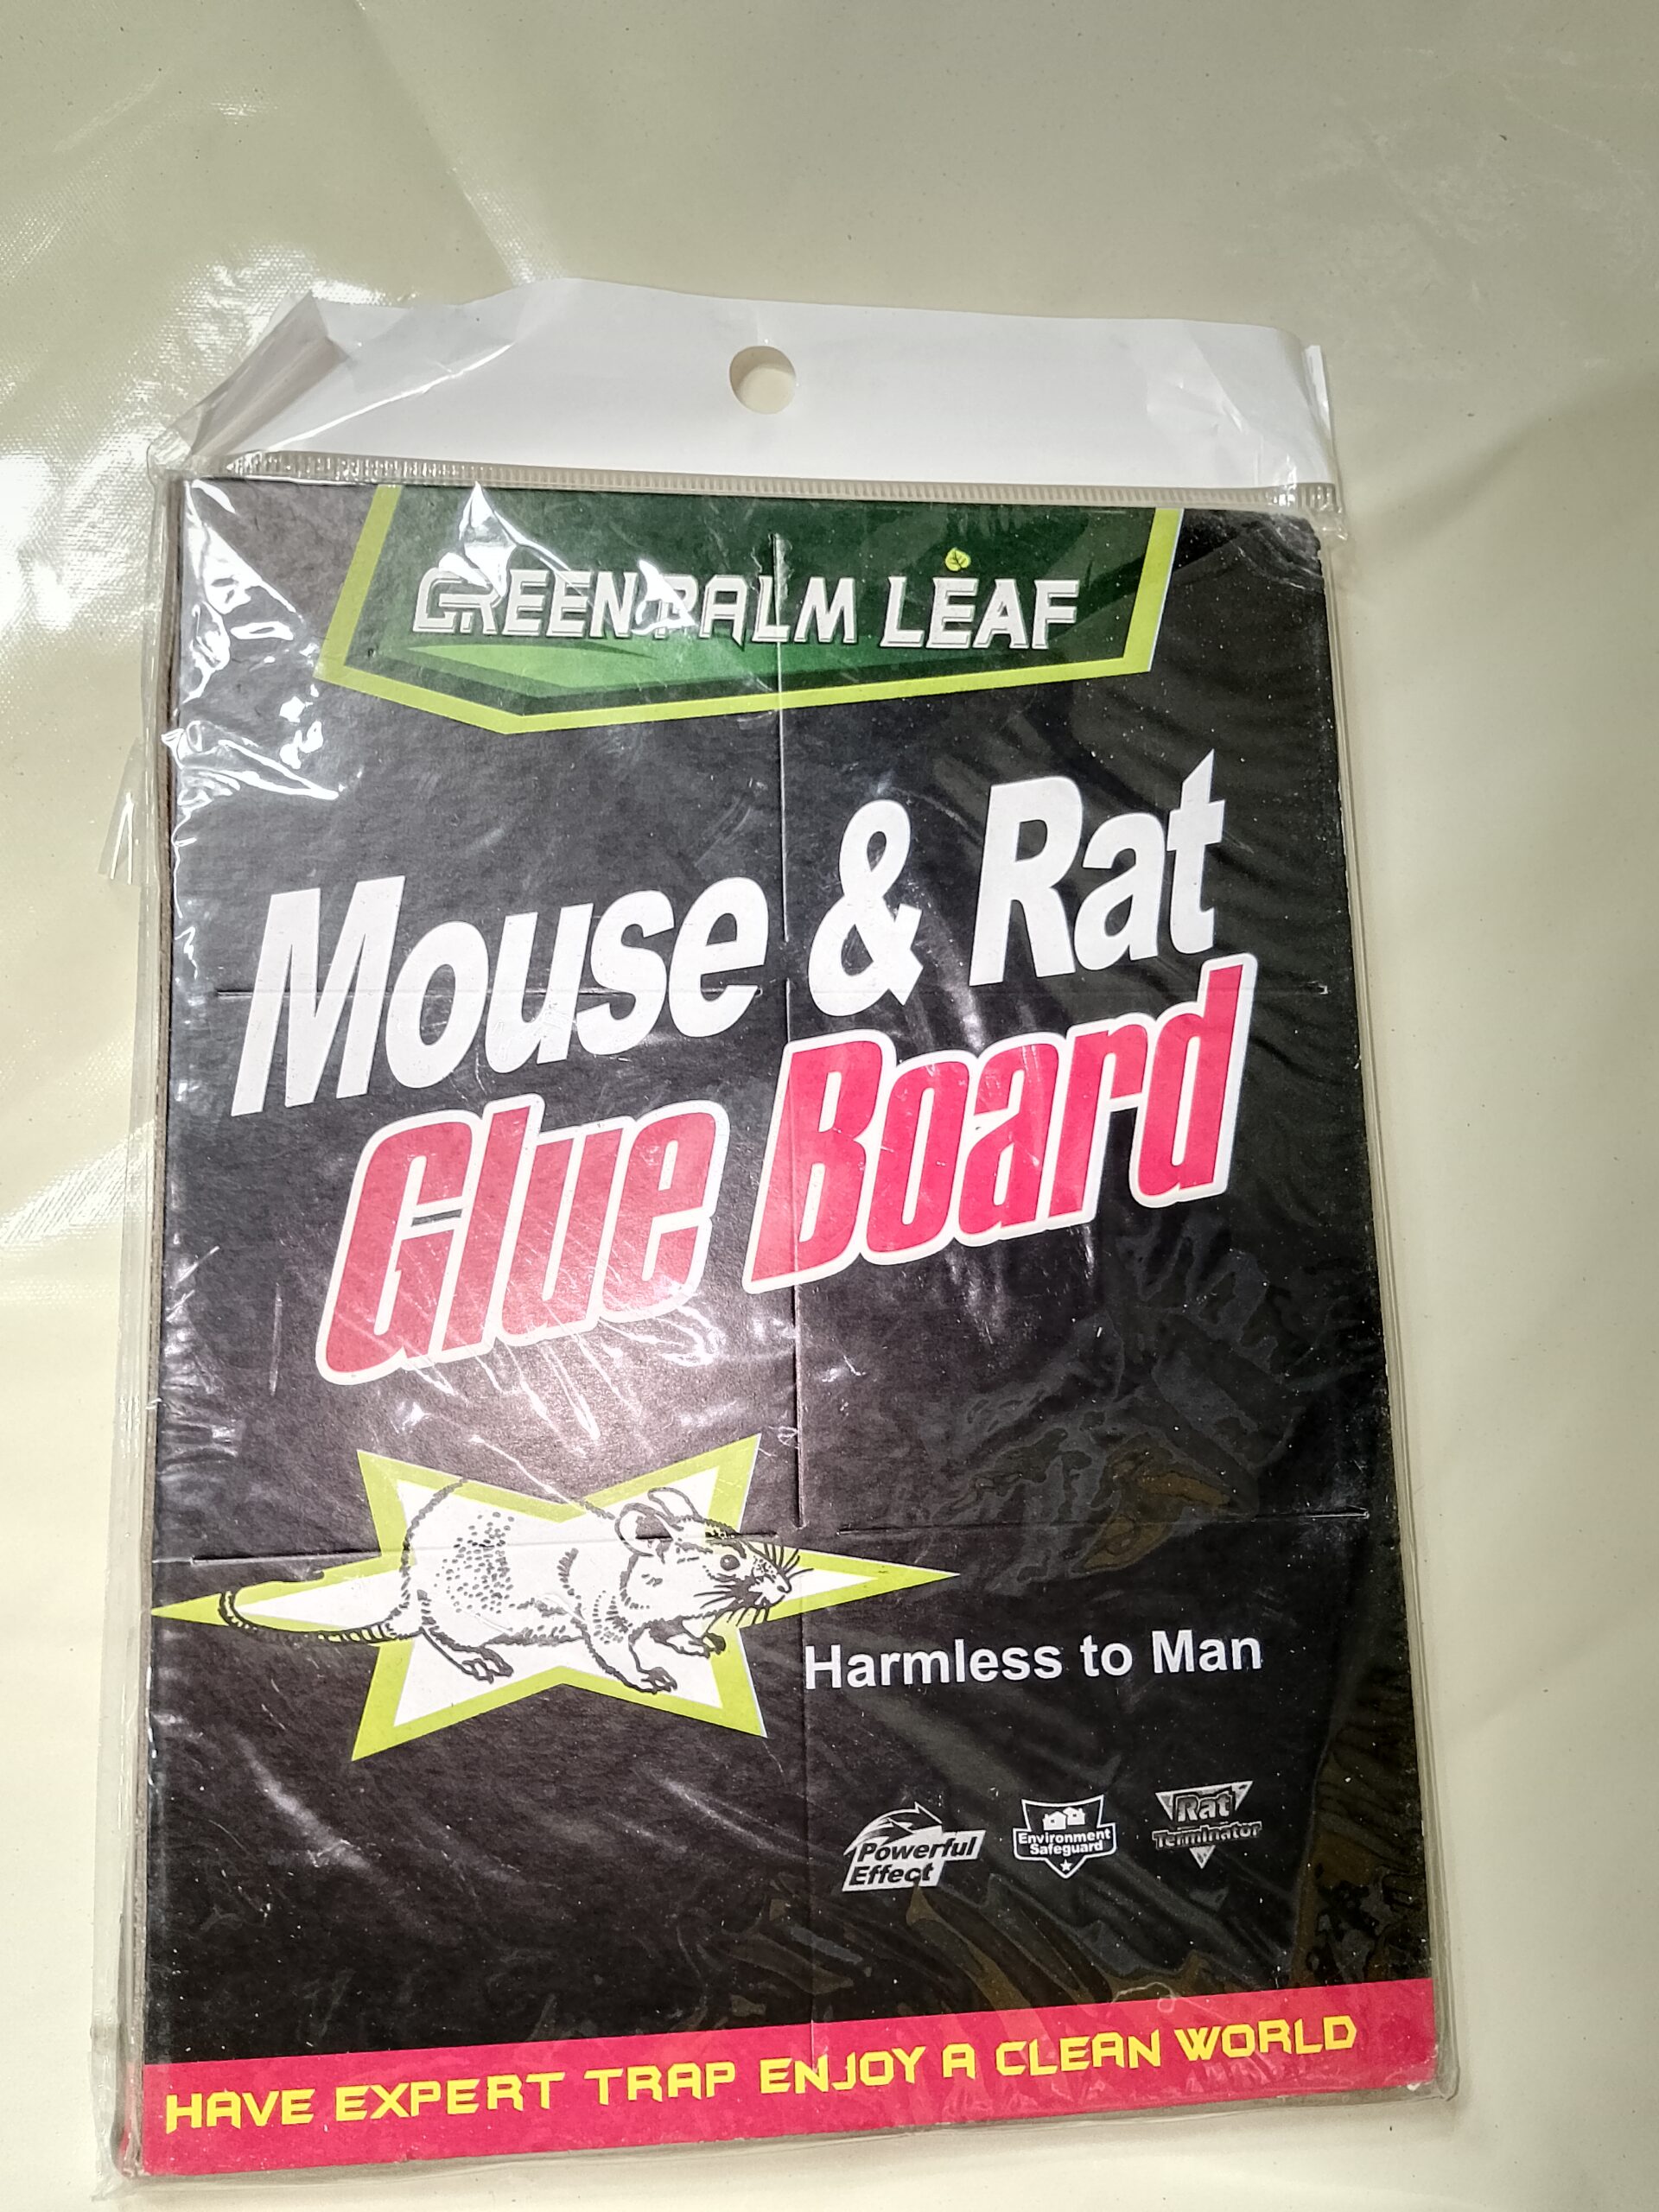 GREEN PALM LEAF
Mouse & Rat
Glue Board
Harmless to Man
Powerful
Effect
Environment
Safeguard
Rat
Terminator
HAVE EXPERT TRAP ENJOY A CLEAN WORLD